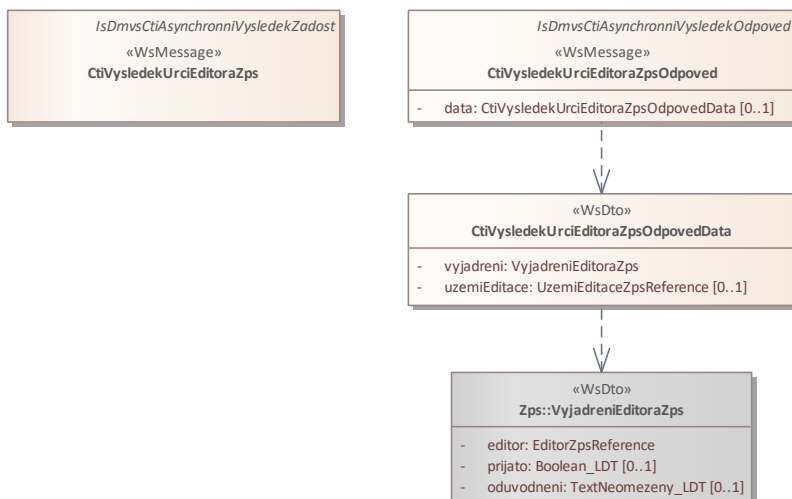 IsDmvsCtiAsynchronniVysledekZadost
«WsMessage»
CtiVysledekUrciEditoraZps
IsDmvsCtiAsynchronniVysledekOdpoved
«WsMessage»
CtiVysledekUrciEditoraZpsOdpoved
- data: CtiVysledekUrciEditoraZpsOdpovedData [0..1]
«WsDto»
CtiVysledekUrciEditoraZpsOdpovedData
- vyjadreni: VyjadreniEditoraZps
- uzemiEditace: UzemiEditaceZpsReference [0..1]
«WsDto»
Zps::VyjadreniEditoraZps
- editor: EditorZpsReference
- prijato: Boolean_LDT [0..1]
- oduvodneni: TextNeomezeny_LDT [0..1]